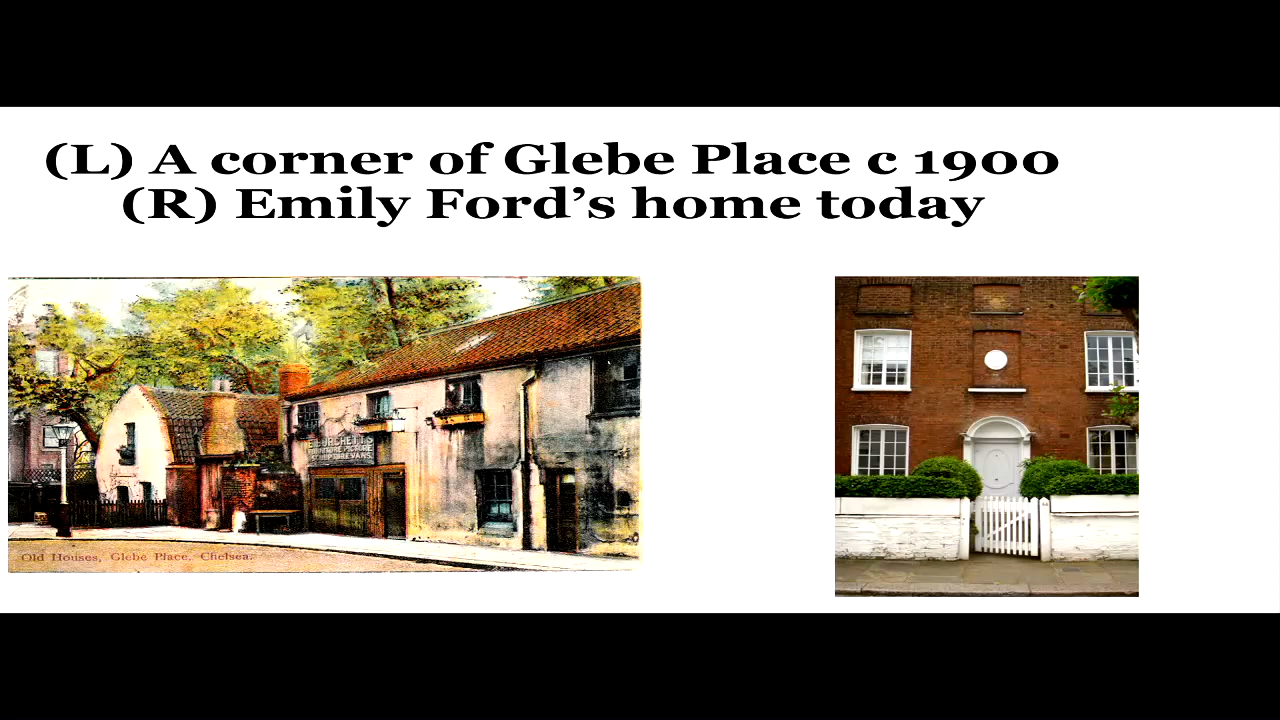 (L) A corner of Glebe Place c 1900
(R) Emily Ford’s home today
Old Houses, Glebe Place, Chelsea.